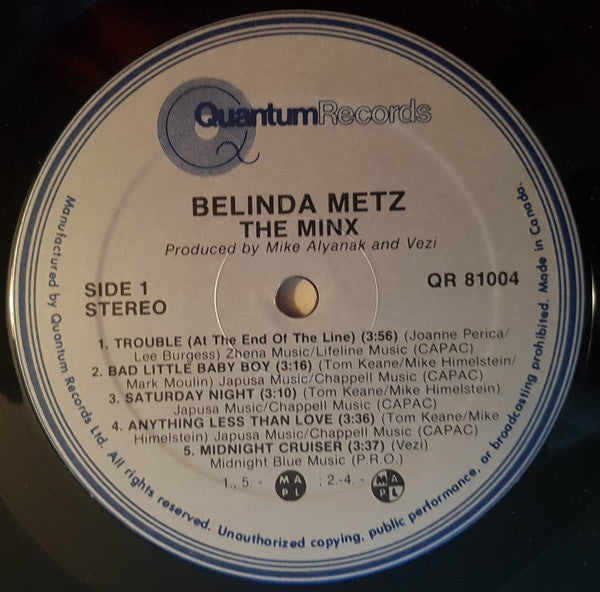 QuantumRecords
BELINDA METZ
THE MINX
Produced by Mike Alyanak and Vezi
SIDE 1
STEREO
QR 81004
1. TROUBLE (At The End Of The Line) (3:56) (Joanne Perica/
Lee Burgess) Zhena Music/Lifeline Music (CAPAC)
2. BAD LITTLE BABY BOY (3:16) (Tom Keane/Mike Himelstein/
Mark Moulin) Japusa Music/Chappell Music (CAPAC)
3. SATURDAY NIGHT (3:10) (Tom Keane/Mike Himelstein)
Japusa Music/Chappell Music (CAPAC)
4. ANYTHING LESS THAN LOVE (3:36) (Tom Keane/Mike
Himelstein) Japusa Music/Chappell Music (CAPAC)
5. MIDNIGHT CRUISER (3:37) (Vezi)
Midnight Blue Music (P.R.O.)
1., 5. - MAPL ; 2.-4. - MAPL
Manufactured by Quantum Records Ltd. All rights reserved. Unauthorized copying, public performance, or broadcasting prohibited. Made in Canada.